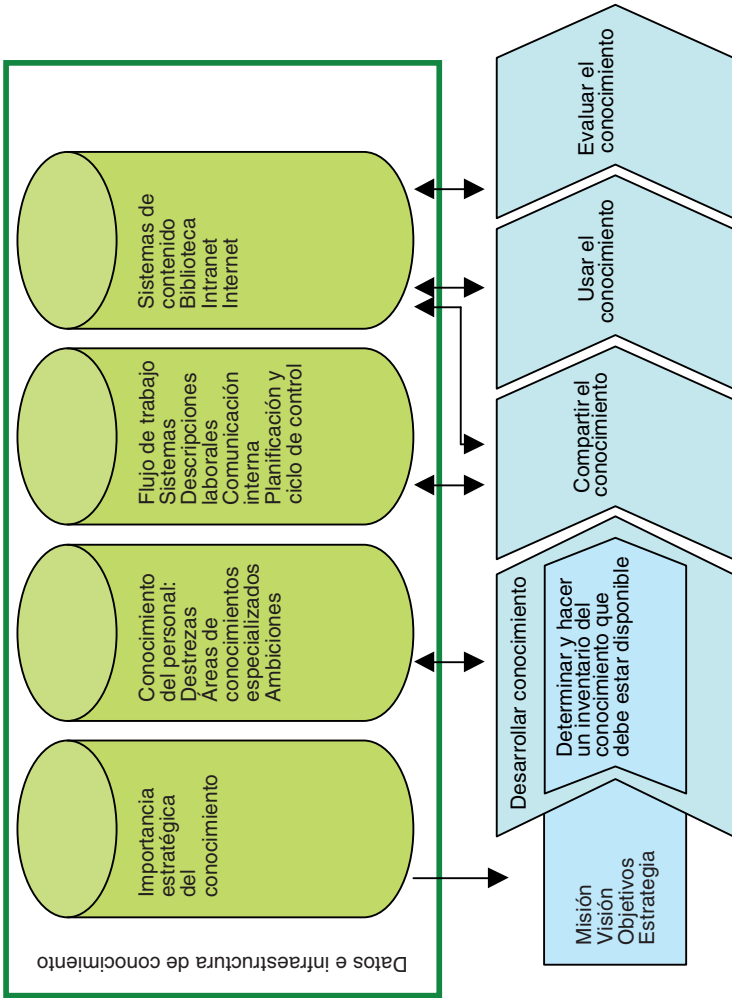 Datos e infraestructura de conocimiento
Importancia
estratégica
del
conocimiento
Conocimiento
del personal:
Destrezas
Áreas de
conocimientos
especializados
Ambiciones
Flujo de trabajo
Sistemas
Descripciones
laborales
Comunicación
interna
Planificación y
ciclo de control
Sistemas de
contenido
Biblioteca
Intranet
Internet
Misión
Visión
Objetivos
Estrategia
Desarrollar conocimiento
Determinar y hacer
un inventario del
conocimiento que
debe estar disponible
Compartir el
conocimiento
Usar el
conocimiento
Evaluar el
conocimiento